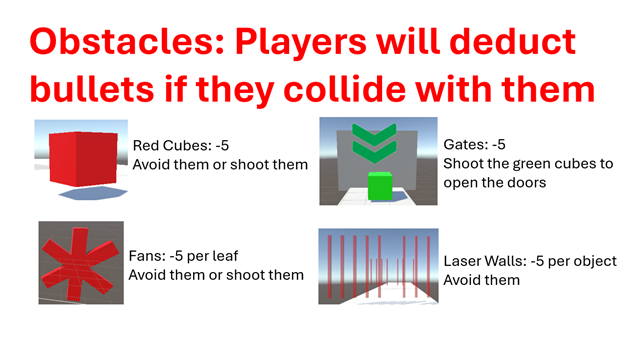 Obstacles: Players will deduct
bullets if they collide with them
Red Cubes: -5
Avoid them or shoot them
Gates: -5
Shoot the green cubes to
open the doors
Fans: -5 per leaf
Avoid them or shoot them
Laser Walls: -5 per object
Avoid them